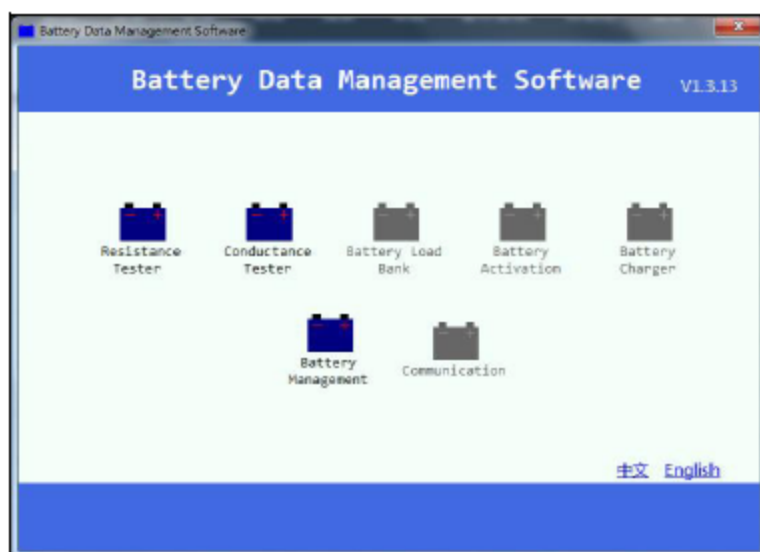 Battery Data Management Software
Battery Data Management Software V1.3.13
Resistance Tester
Conductance Tester
Battery Load Bank
Battery Activation
Battery Charger
Battery Management
Communication
中文 English